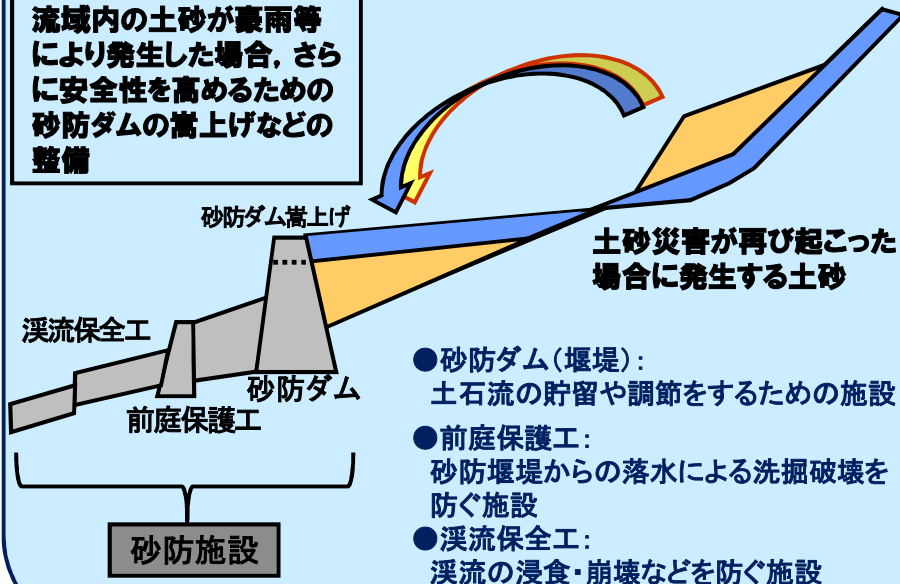 流域内の土砂が豪雨等
により発生した場合，さら
に安全性を高めるための
砂防ダムの嵩上げなどの
整備
砂防ダム嵩上げ
土砂災害が再び起こった
場合に発生する土砂
渓流保全工
砂防ダム
前庭保護工
砂防施設
●砂防ダム（堰堤）：
土石流の貯留や調節をするための施設
●前庭保護工：
砂防堰堤からの落水による洗掘破壊を
防ぐ施設
●渓流保全工：
渓流の浸食・崩壊などを防ぐ施設